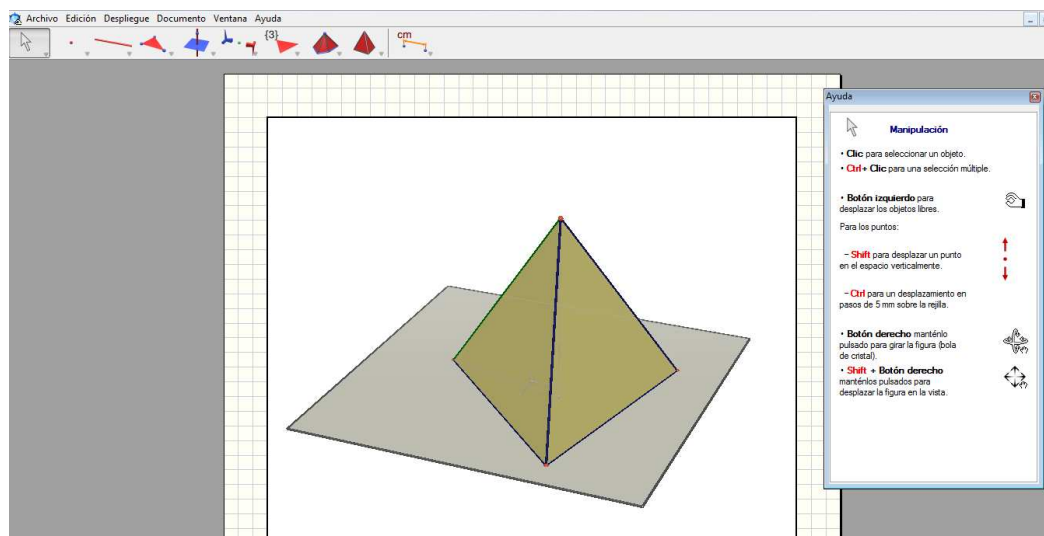 Archivo Edición Despliegue Documento Ventana Ayuda
{3}
cm
Ayuda
Manipulación
• Clic para seleccionar un objeto.
• Ctrl + Clic para una selección múltiple.
• Botón izquierdo para
desplazar los objetos libres.
Para los puntos:
– Shift para desplazar un punto
en el espacio verticalmente.
– Ctrl para un desplazamiento en
pasos de 5 mm sobre la rejilla.
• Botón derecho manténlo
pulsado para girar la figura (bola
de cristal).
• Shift + Botón derecho
manténlos pulsados para
desplazar la figura en la vista.